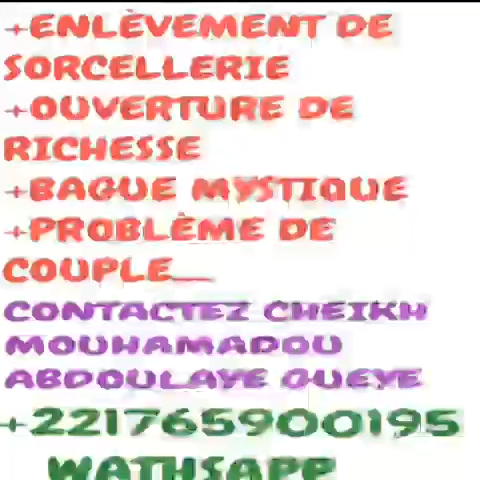 +ENLÈVEMENT DE
SORCELLERIE
+OUVERTURE DE
RICHESSE
+BAGUE MYSTIQUE
+PROBLÈME DE
COUPLE....
CONTACTEZ CHEIKH
MOUHAMADOU
ABDOULAYE GUEYE
+221765900195
WATHSAPP